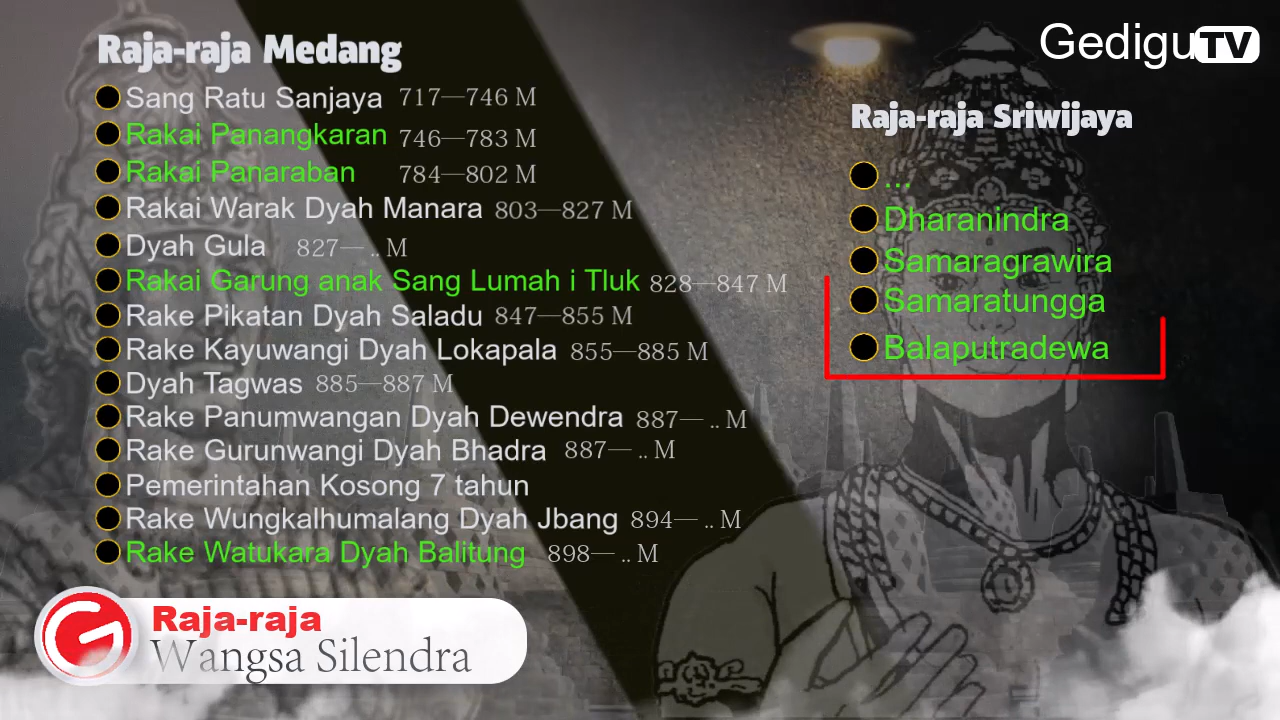 Raja-raja Medang
Sang Ratu Sanjaya 717—746 M
Rakai Panangkaran 746—783 M
Rakai Panaraban 784—802 M
Rakai Warak Dyah Manara 803—827 M
Dyah Gula 827— .. M
Rakai Garung anak Sang Lumah i Tluk 828—847 M
Rake Pikatan Dyah Saladu 847—855 M
Rake Kayuwangi Dyah Lokapala 855—885 M
Dyah Tagwas 885—887 M
Rake Panumwangan Dyah Dewendra 887— .. M
Rake Gurunwangi Dyah Bhadra 887— .. M
Pemerintahan Kosong 7 tahun
Rake Wungkalhumalang Dyah Jbang 894— .. M
Rake Watukara Dyah Balitung 898— .. M
Gedigu TV
Raja-raja Sriwijaya
...
Dharanindra
Samaragrawira
Samaratungga
Balaputradewa
G
Raja-raja
Wangsa Silendra